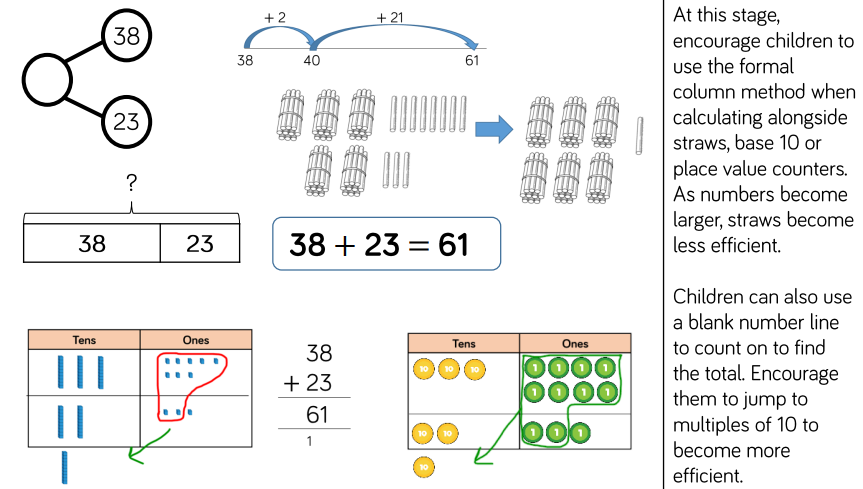 38
23
+ 2
+ 21
38 40 61
?
38 23
38 + 23 = 61
Tens Ones
38
+ 23
61
1
Tens Ones
10 10 10 1 1 1 1
1 1 1 1
10 10 1 1 1
10
At this stage,
encourage children to
use the formal
column method when
calculating alongside
straws, base 10 or
place value counters.
As numbers become
larger, straws become
less efficient.
Children can also use
a blank number line
to count on to find
the total. Encourage
them to jump to
multiples of 10 to
become more
efficient.